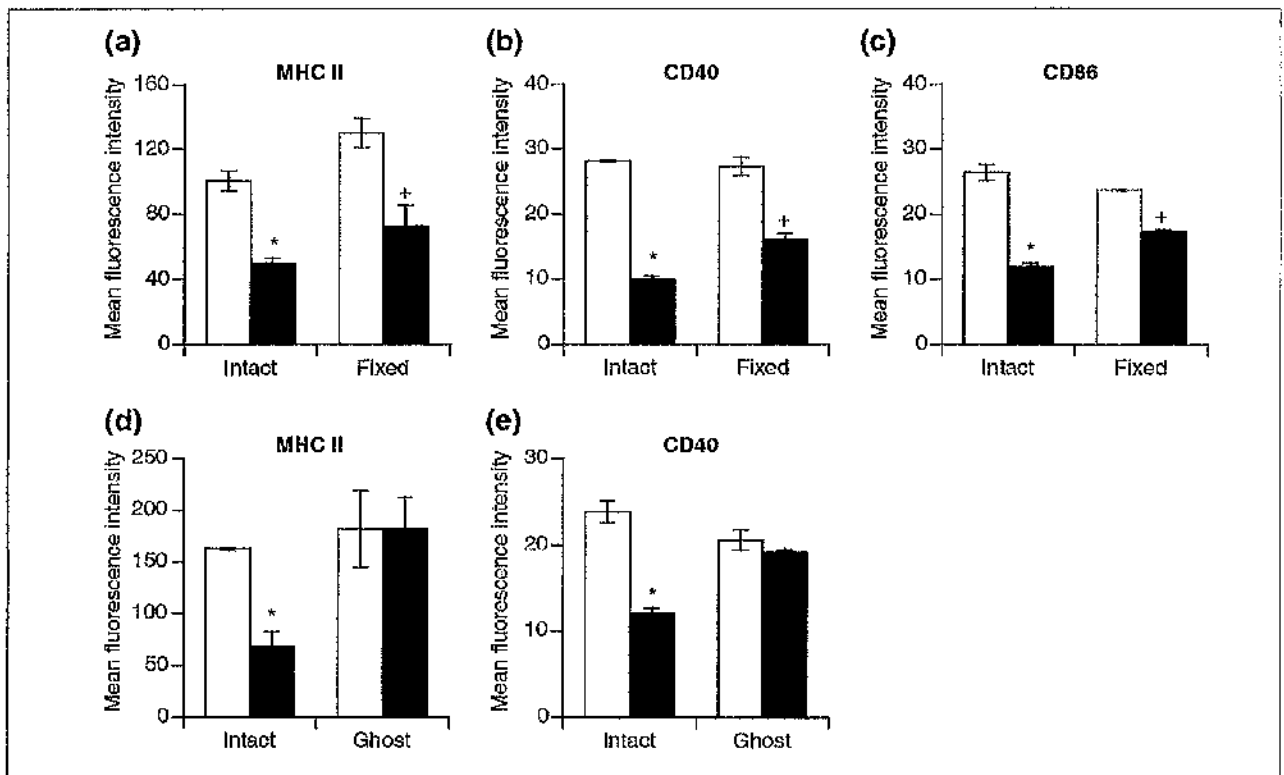 (a)
MHC II
Mean fluorescence intensity
160
120
80
40
0
*
+
Intact
Fixed
(b)
CD40
Mean fluorescence intensity
40
30
20
10
0
*
+
Intact
Fixed
(c)
CD86
Mean fluorescence intensity
40
30
20
10
0
*
+
Intact
Fixed
(d)
MHC II
Mean fluorescence intensity
250
200
150
100
50
0
*
Intact
Ghost
(e)
CD40
Mean fluorescence intensity
30
20
10
0
*
Intact
Ghost